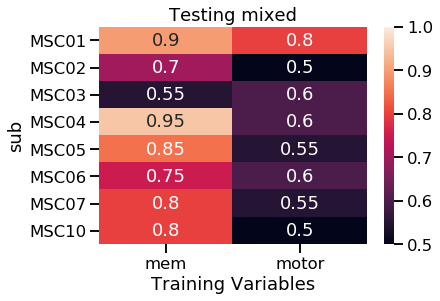 Testing mixed
sub
MSC01 0.9 0.8
MSC02 0.7 0.5
MSC03 0.55 0.6
MSC04 0.95 0.6
MSC05 0.85 0.55
MSC06 0.75 0.6
MSC07 0.8 0.55
MSC10 0.8 0.5
mem motor
Training Variables
1.0
0.9
0.8
0.7
0.6
0.5